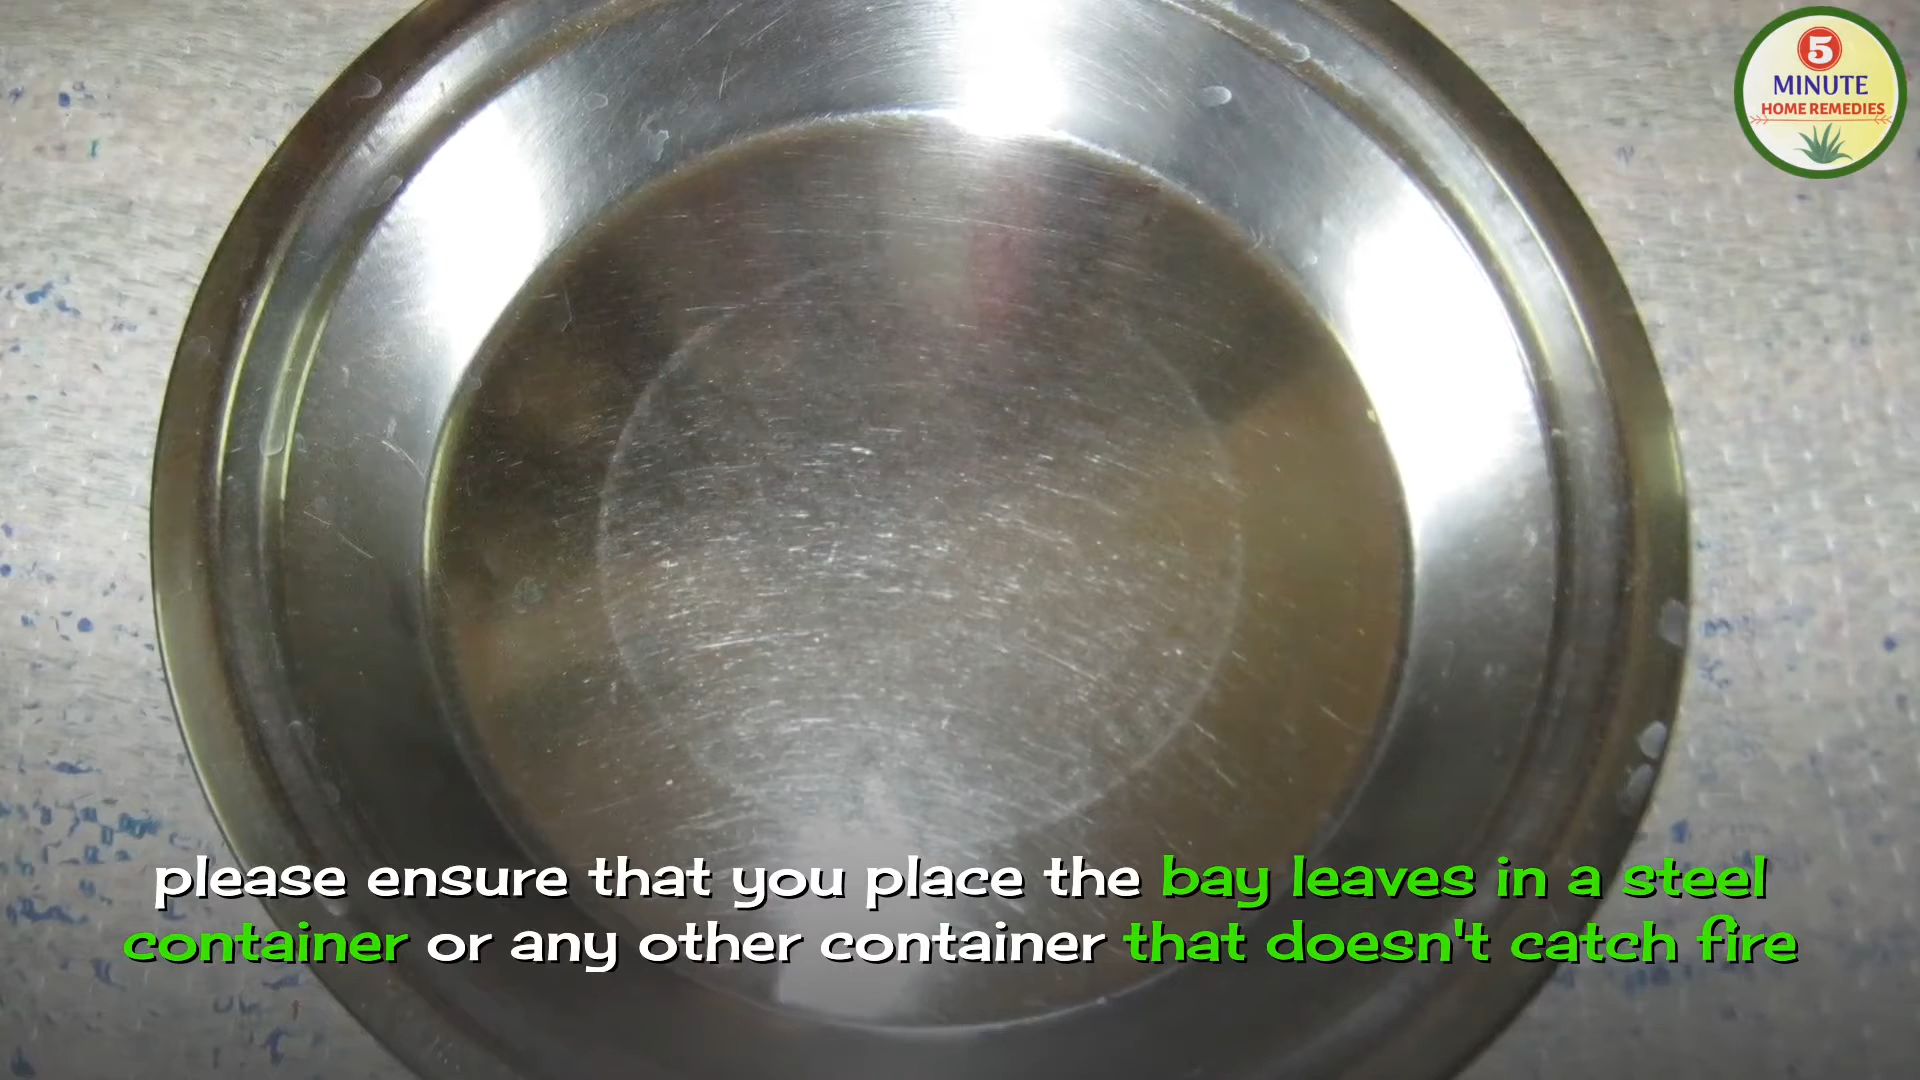 5
MINUTE
HOME REMEDIES
please ensure that you place the bay leaves in a steel
container or any other container that doesn't catch fire